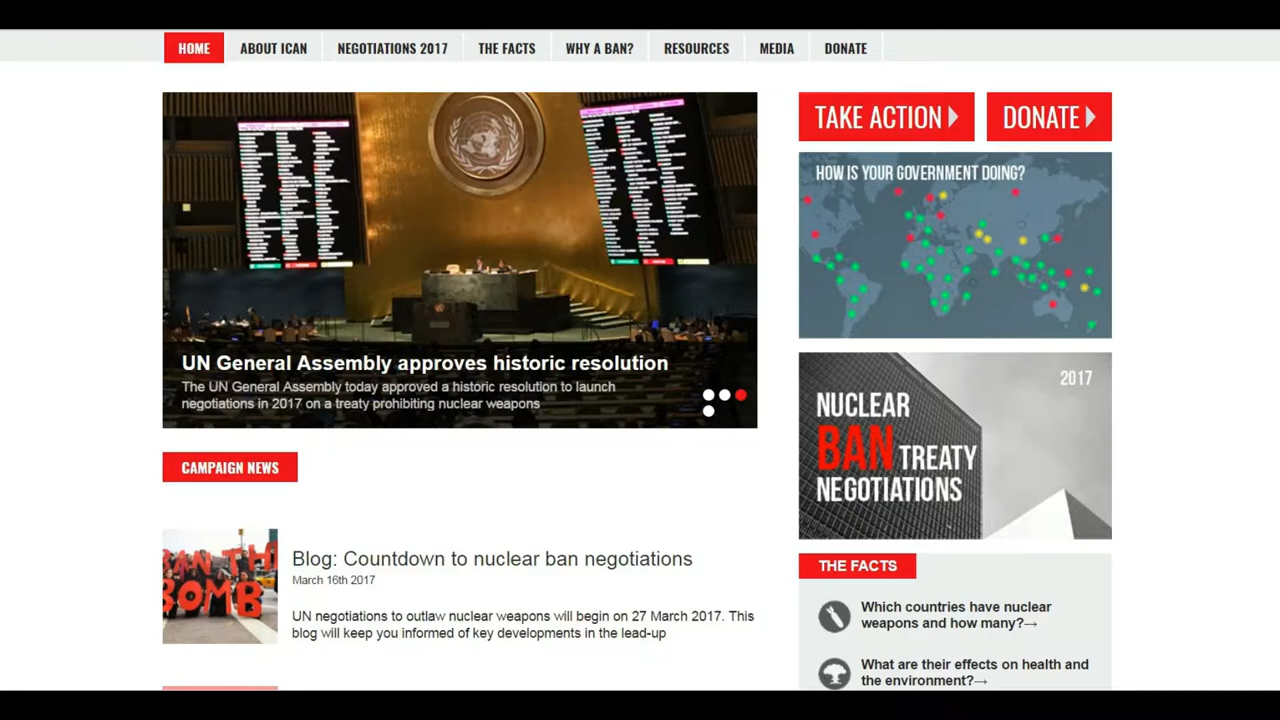 HOME
ABOUT ICAN
NEGOTIATIONS 2017
THE FACTS
WHY A BAN?
RESOURCES
MEDIA
DONATE
UN General Assembly approves historic resolution
The UN General Assembly today approved a historic resolution to launch
negotiations in 2017 on a treaty prohibiting nuclear weapons
CAMPAIGN NEWS
BAN THE
BOMB
Blog: Countdown to nuclear ban negotiations
March 16th 2017
UN negotiations to outlaw nuclear weapons will begin on 27 March 2017. This
blog will keep you informed of key developments in the lead-up
TAKE ACTION
DONATE
HOW IS YOUR GOVERNMENT DOING?
2017
NUCLEAR
BAN TREATY
NEGOTIATIONS
THE FACTS
Which countries have nuclear
weapons and how many?→
What are their effects on health and
the environment?→